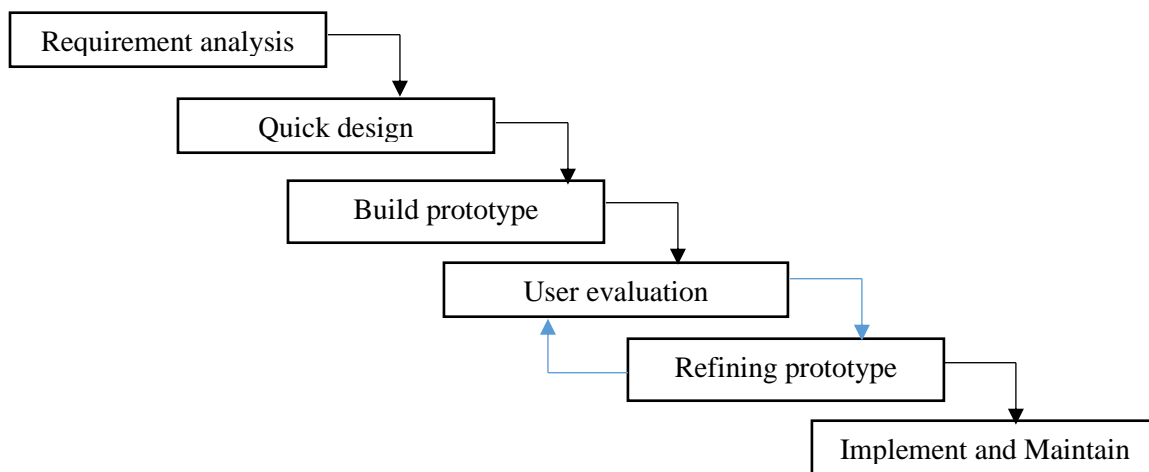 Requirement analysis
Quick design
Build prototype
User evaluation
Refining prototype
Implement and Maintain